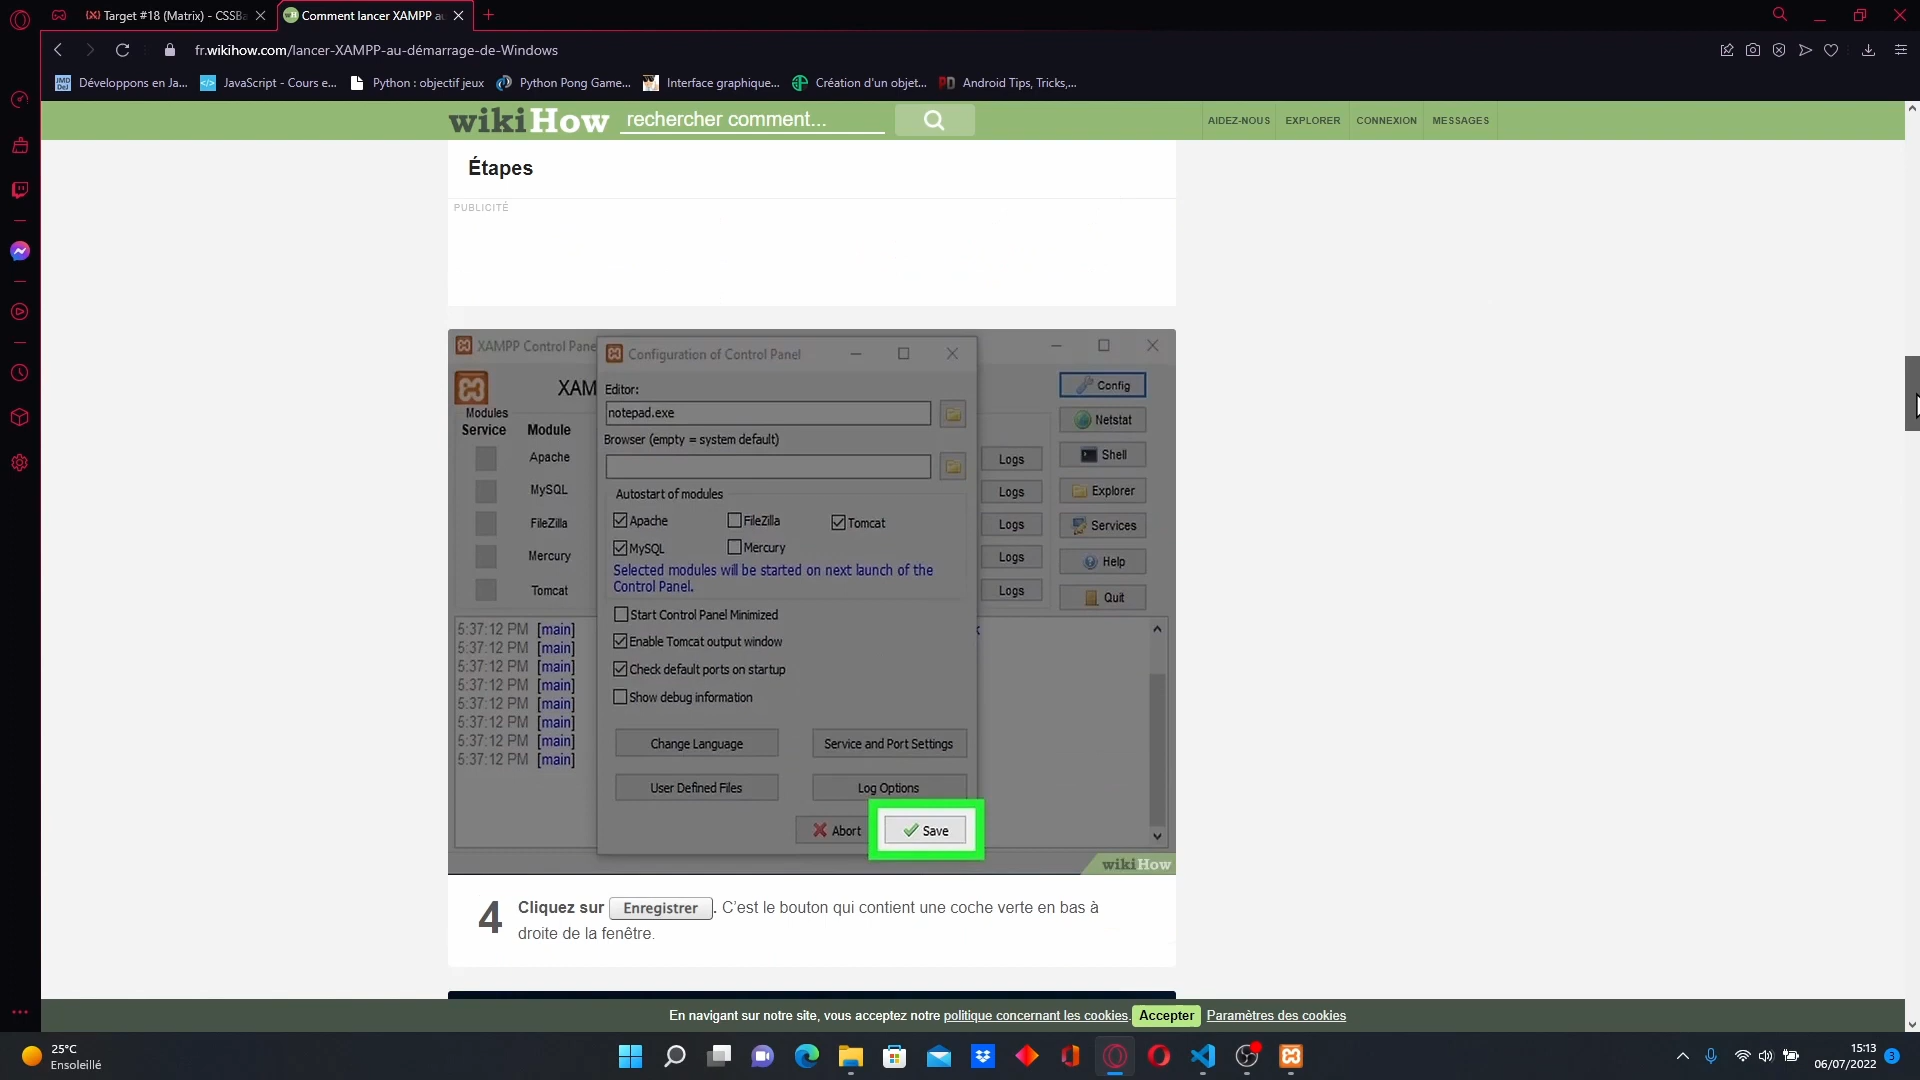 Target #18 (Matrix) - CSSBa
Comment lancer XAMPP au
fr.wikihow.com/lancer-XAMPP-au-démarrage-de-Windows
Développons en Ja...
JavaScript - Cours e...
Python : objectif jeux
Python Pong Game...
Interface graphique...
Création d'un objet...
Android Tips, Tricks,...
wikiHow
rechercher comment...
AIDEZ-NOUS
EXPLORER
CONNEXION
MESSAGES
Étapes
PUBLICITÉ
XAMPP Control Pane
XAM
Modules
Service
Module
Apache
MySQL
FileZilla
Mercury
Tomcat
5:37:12 PM [main]
5:37:12 PM [main]
5:37:12 PM [main]
5:37:12 PM [main]
5:37:12 PM [main]
5:37:12 PM [main]
5:37:12 PM [main]
5:37:12 PM [main]
Configuration of Control Panel
Editor:
notepad.exe
Browser (empty = system default)
Autostart of modules
Apache
FileZilla
Tomcat
MySQL
Mercury
Selected modules will be started on next launch of the
Control Panel.
Start Control Panel Minimized
Enable Tomcat output window
Check default ports on startup
Show debug information
Change Language
Service and Port Settings
User Defined Files
Log Options
Abort
Save
Logs
Logs
Logs
Logs
Logs
Config
Netstat
Shell
Explorer
Services
Help
Quit
wikiHow
4
Cliquez sur Enregistrer. C'est le bouton qui contient une coche verte en bas à
droite de la fenêtre.
En navigant sur notre site, vous acceptez notre politique concernant les cookies. Accepter Paramètres des cookies
25°C
Ensoleillé
15:13
06/07/2022
3